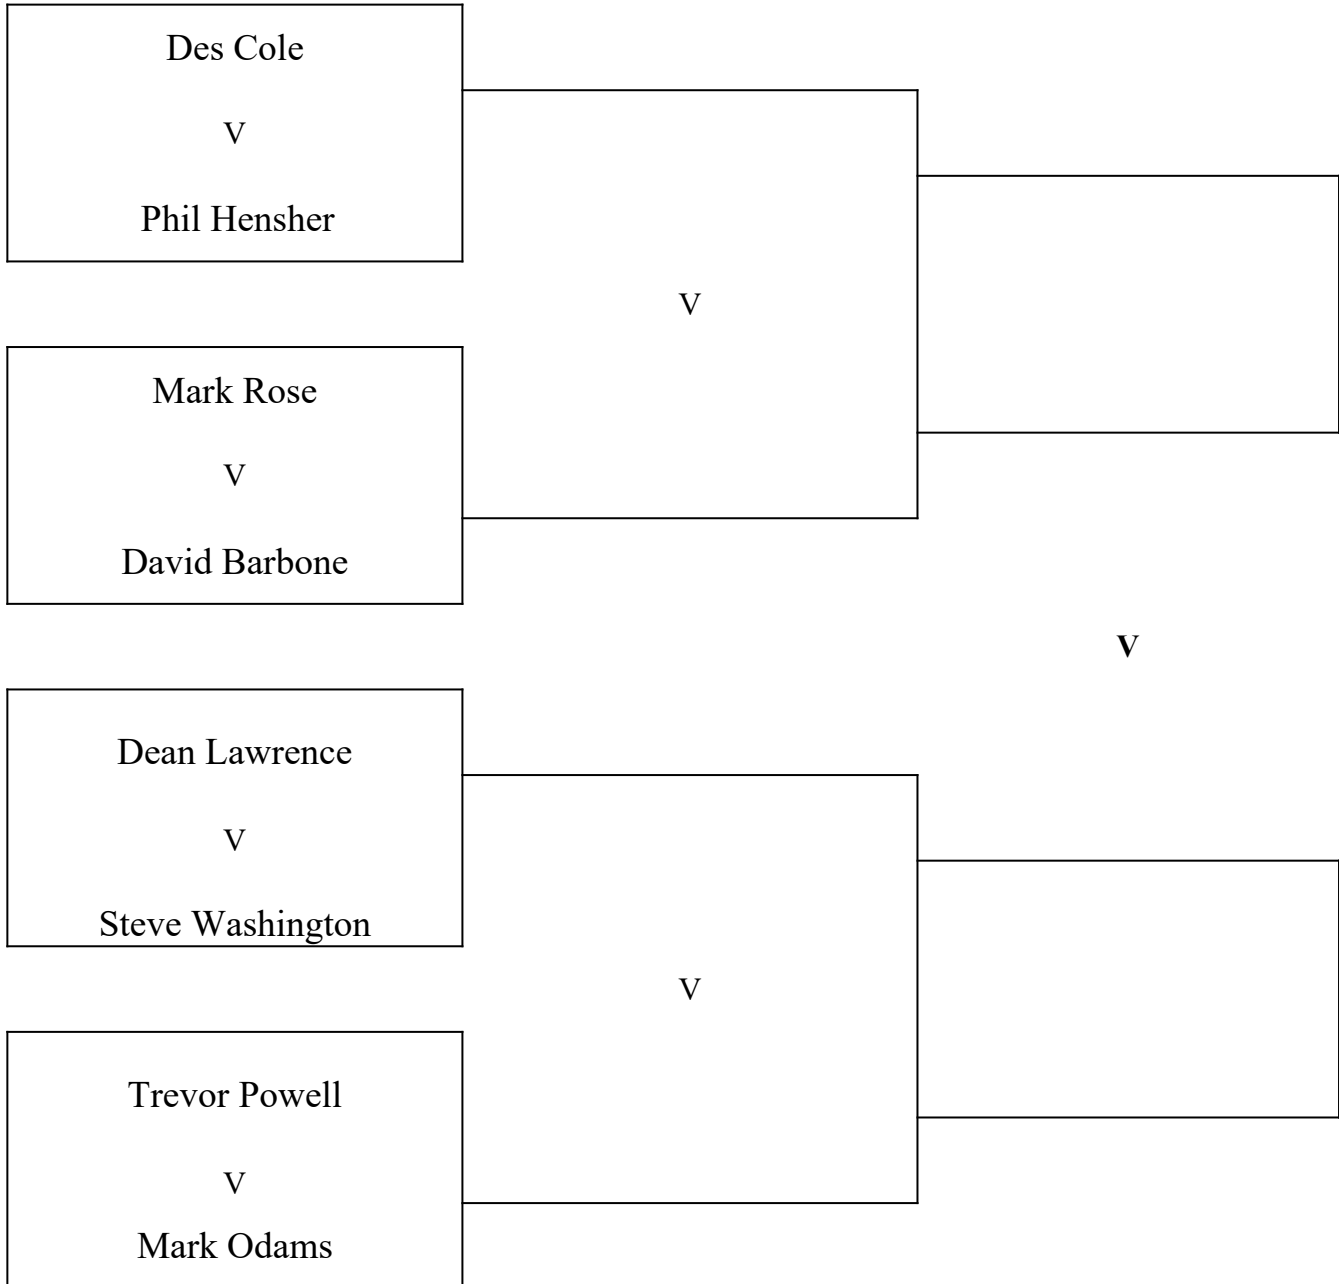 Des Cole
V
Phil Hensher
V
Mark Rose
V
David Barbone
V
Dean Lawrence
V
Steve Washington
V
Trevor Powell
V
Mark Odams